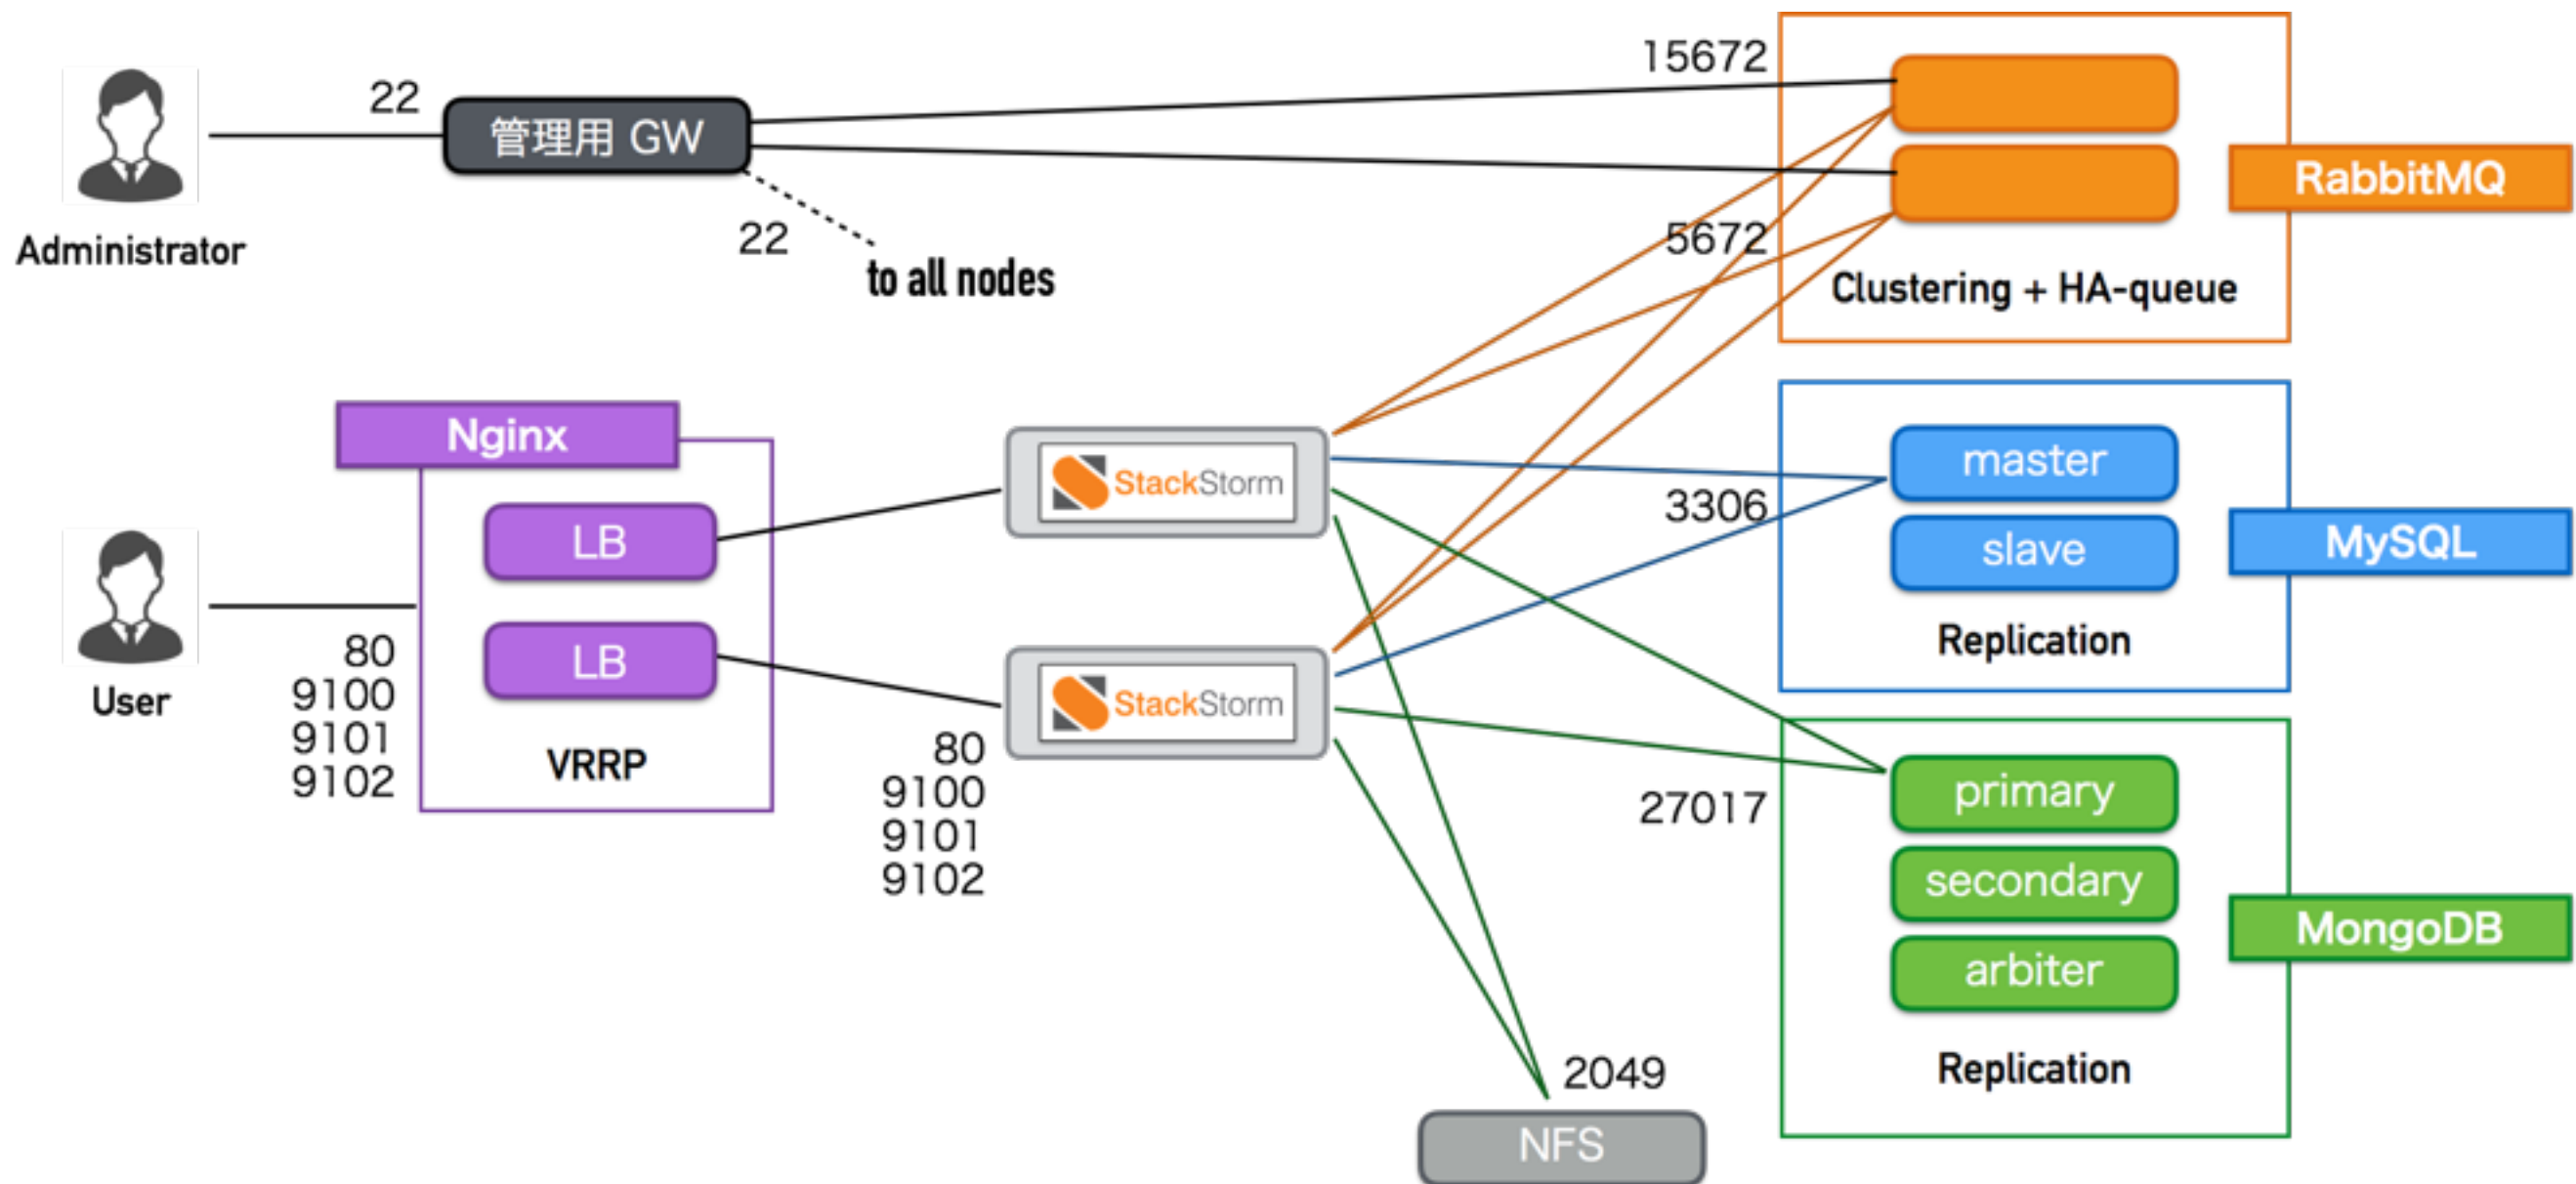 15672
22
管理用 GW
RabbitMQ
5672
22
Administrator
to all nodes
Clustering + HA-queue
Nginx
master
StackStorm
3306
LB
slave
MySQL
80
9100
9101
9102
User
LB
Replication
StackStorm
VRRP
80
9100
9101
9102
primary
27017
secondary
MongoDB
arbiter
2049
Replication
NFS